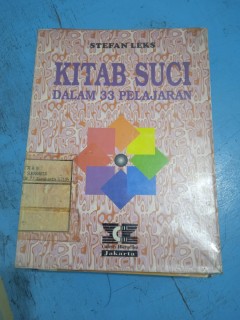 STEFAN LEKS
KITAB SUCI
DALAM 33 PELAJARAN
Jakarta